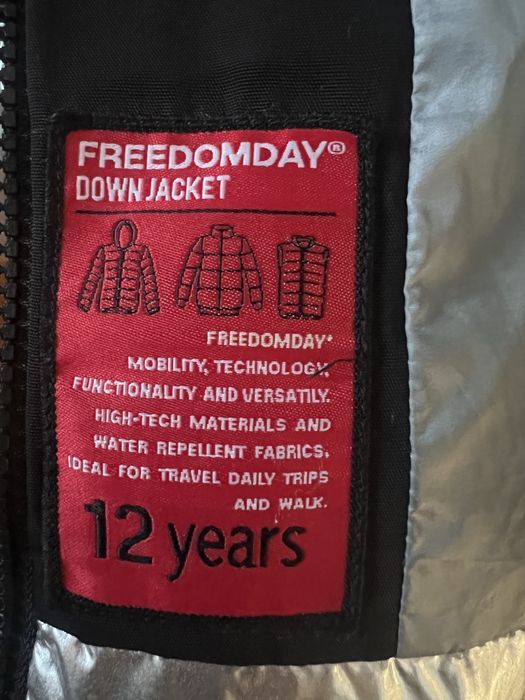 FREEDOMDAY®
DOWN JACKET
FREEDOMDAY®
MOBILITY, TECHNOLOGY,
FUNCTIONALITY AND VERSATILY.
HIGH-TECH MATERIALS AND
WATER REPELLENT FABRICS.
IDEAL FOR TRAVEL DAILY TRIPS
AND WALK.
12 years